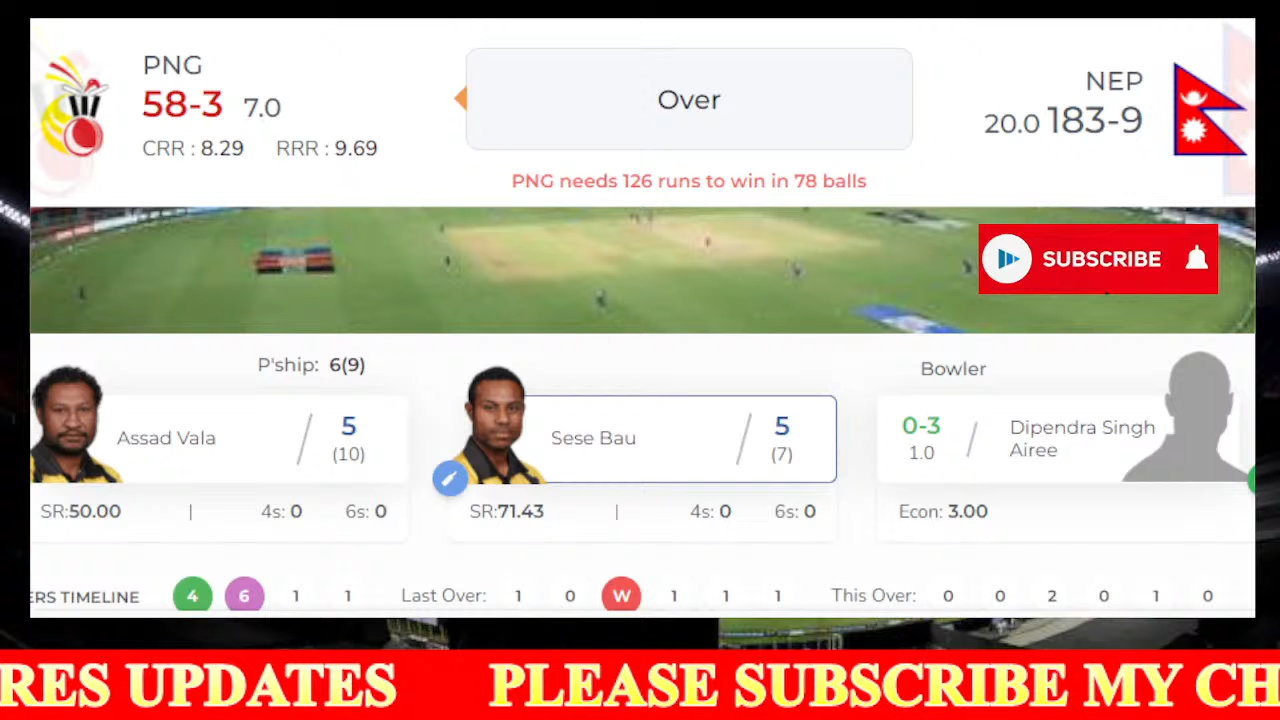 PNG
58-3 7.0
CRR : 8.29 RRR : 9.69
Over
NEP
20.0 183-9
PNG needs 126 runs to win in 78 balls
SUBSCRIBE
P'ship: 6(9)
Assad Vala
5
(10)
SR:50.00 | 4s: 0 6s: 0
Sese Bau
5
(7)
SR:71.43 | 4s: 0 6s: 0
Bowler
0-3
1.0
Dipendra Singh
Airee
Econ: 3.00
ERS TIMELINE 4 6 1 1 Last Over: 1 0 W 1 1 1 This Over: 0 0 2 0 1 0
RES UPDATES PLEASE SUBSCRIBE MY CH